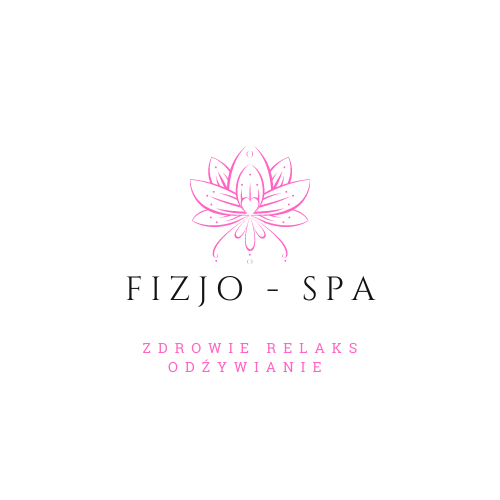 FIZJO - SPA
ZDROWIE RELAKS
ODŻYWIANIE